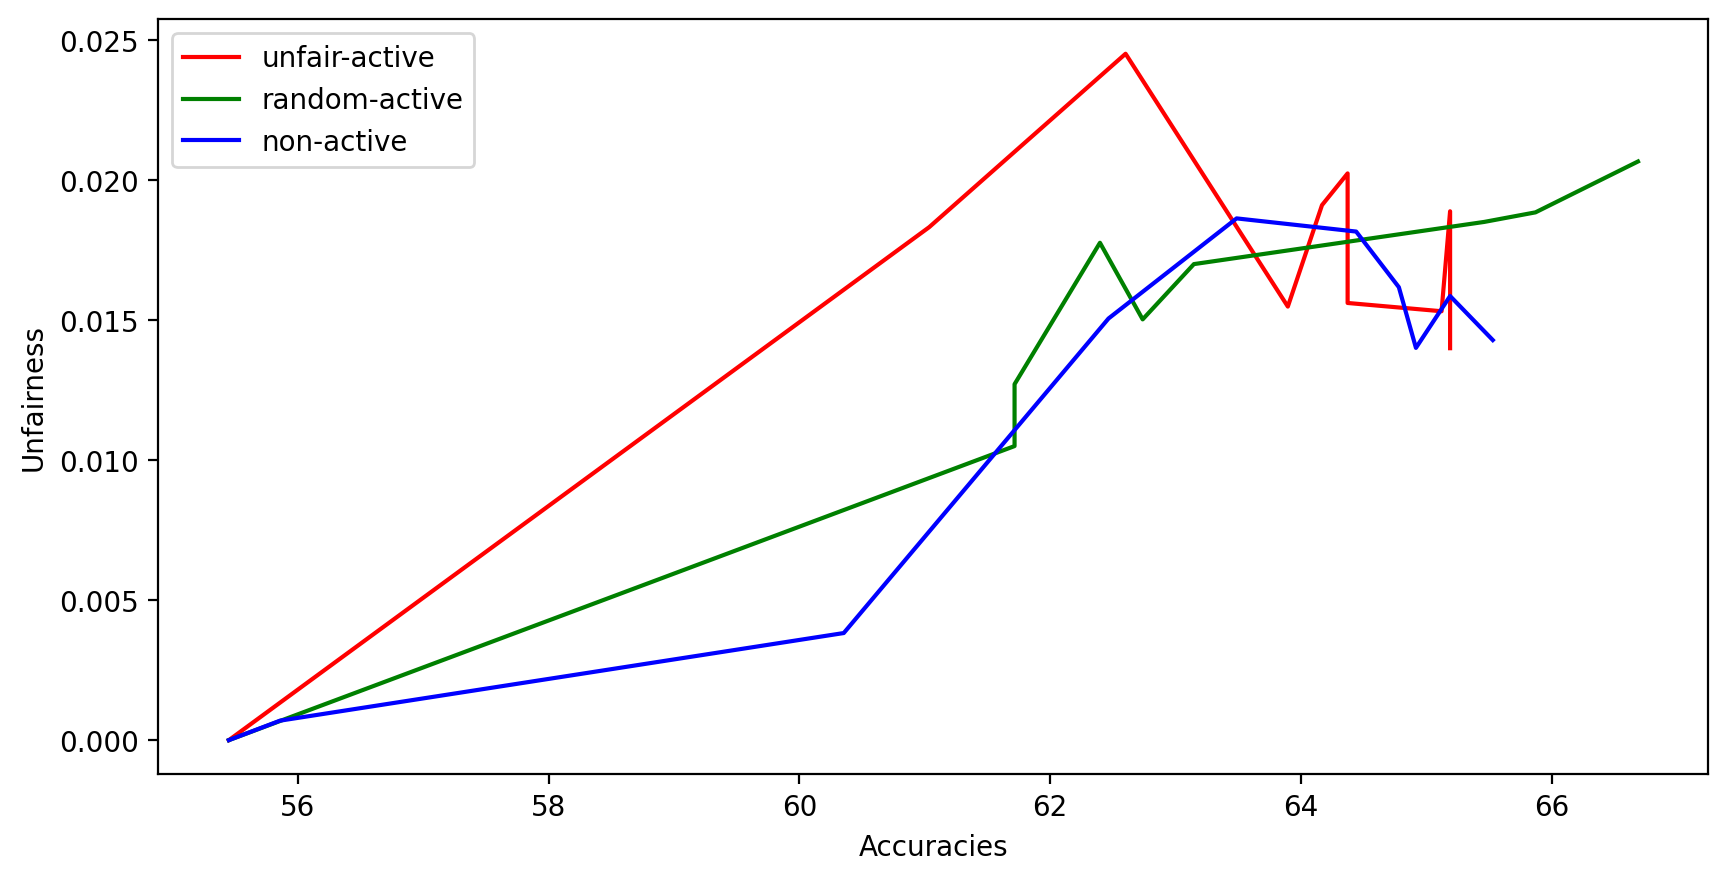 unfair-active
random-active
non-active
0.025
0.020
0.015
0.010
0.005
0.000
Unfairness
56 58 60 62 64 66
Accuracies